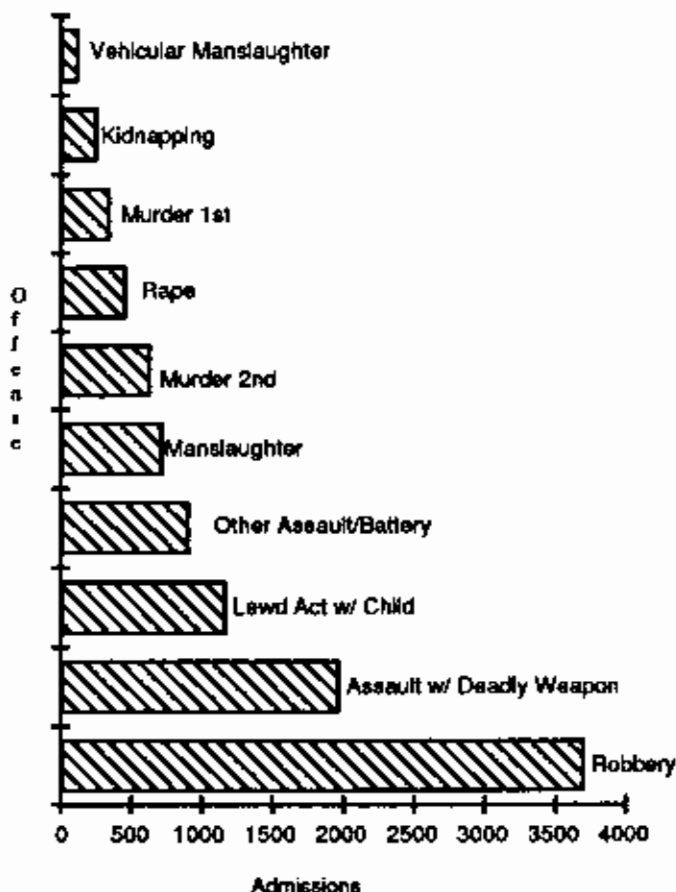 Vehicular Manslaughter
Kidnapping
Murder 1st
Rape
Offense
Murder 2nd
Manslaughter
Other Assault/Battery
Lewd Act w/ Child
Assault w/ Deadly Weapon
Robbery
0 500 1000 1500 2000 2500 3000 3500 4000
Admissions